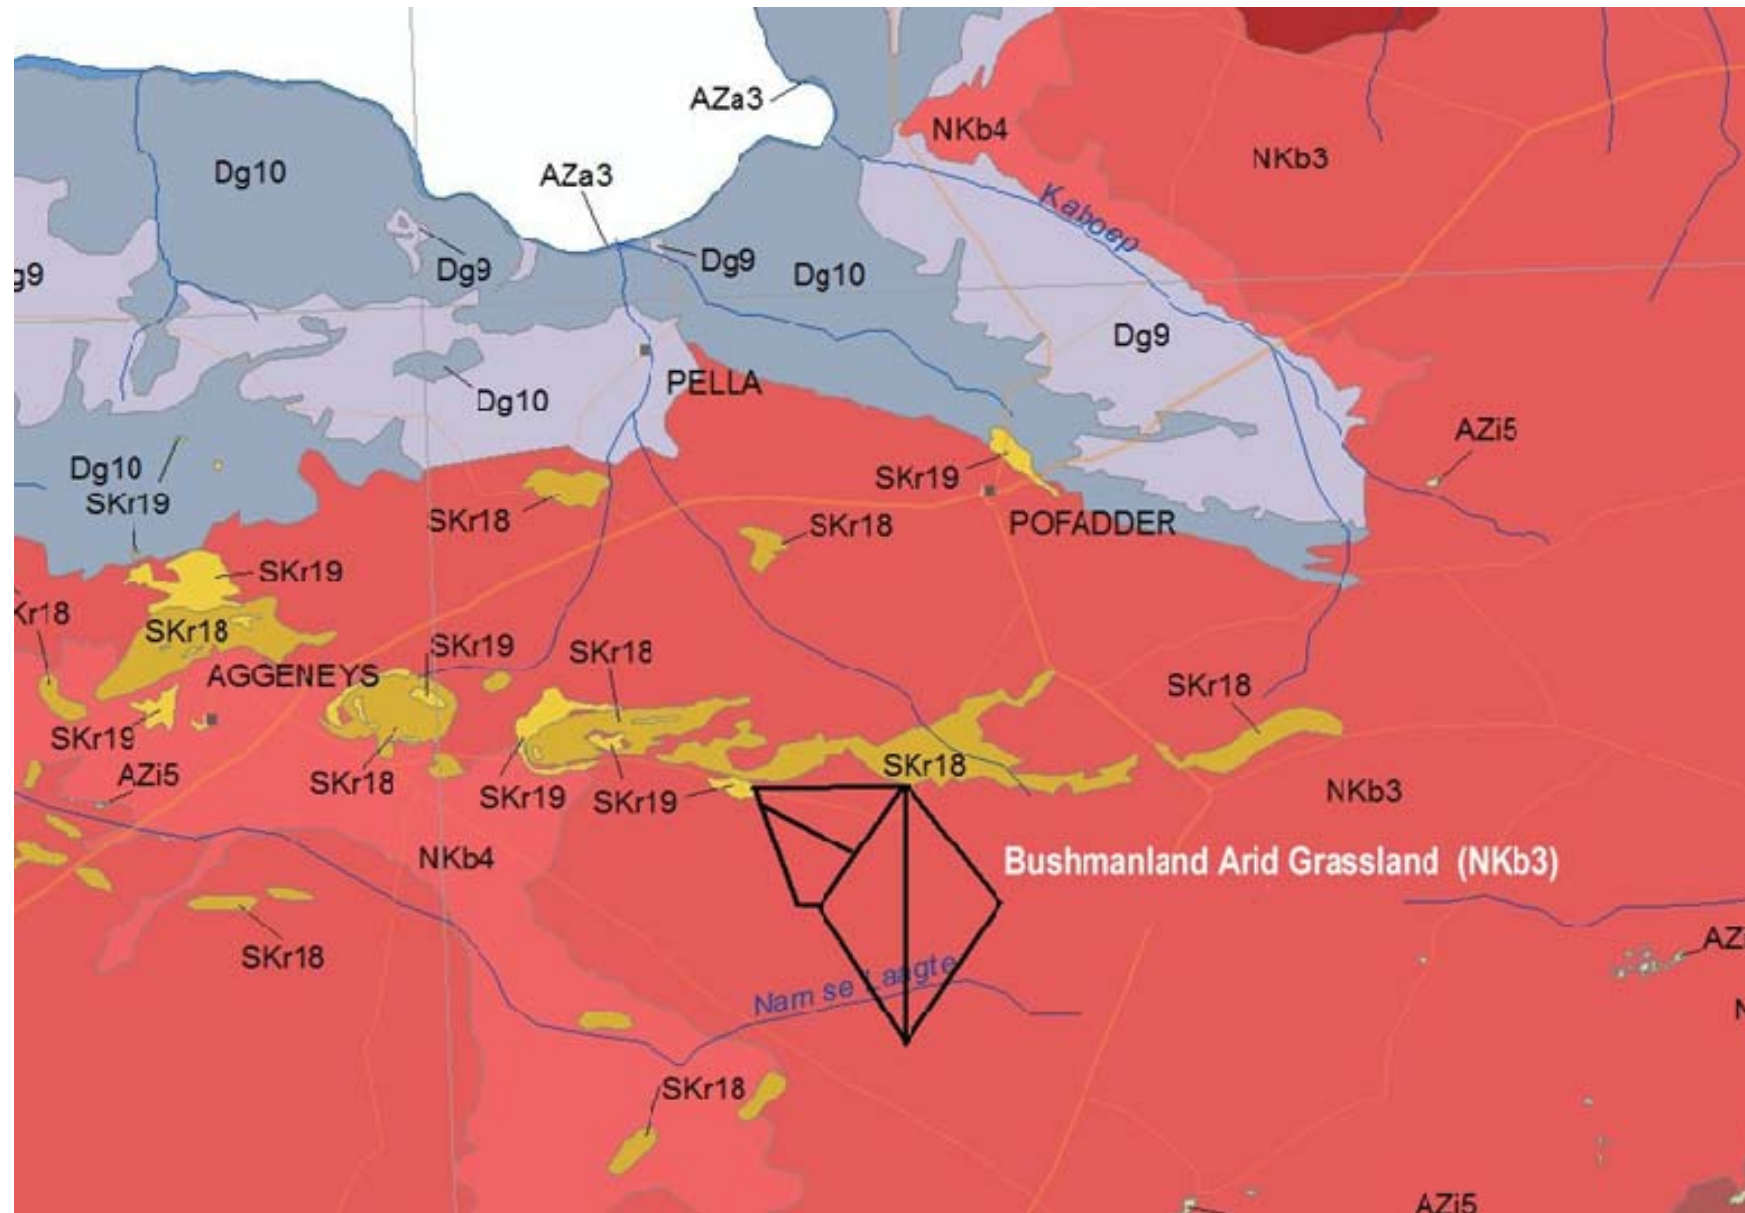 AZa3
NKb4
NKb3
Dg10
AZa3
Kaboep
g9
Dg9
Dg9
Dg10
Dg9
PELLA
Dg10
AZi5
Dg10
SKr19
SKr19
SKr18
SKr18
POFADDER
SKr19
Kr18
SKr18
SKr19
SKr18
AGGENEYS
SKr18
SKr19
AZi5
SKr18
SKr19
SKr19
SKr18
NKb3
NKb4
Bushmanland Arid Grassland (NKb3)
SKr18
AZ
Nam se Laagte
N
SKr18
AZi5